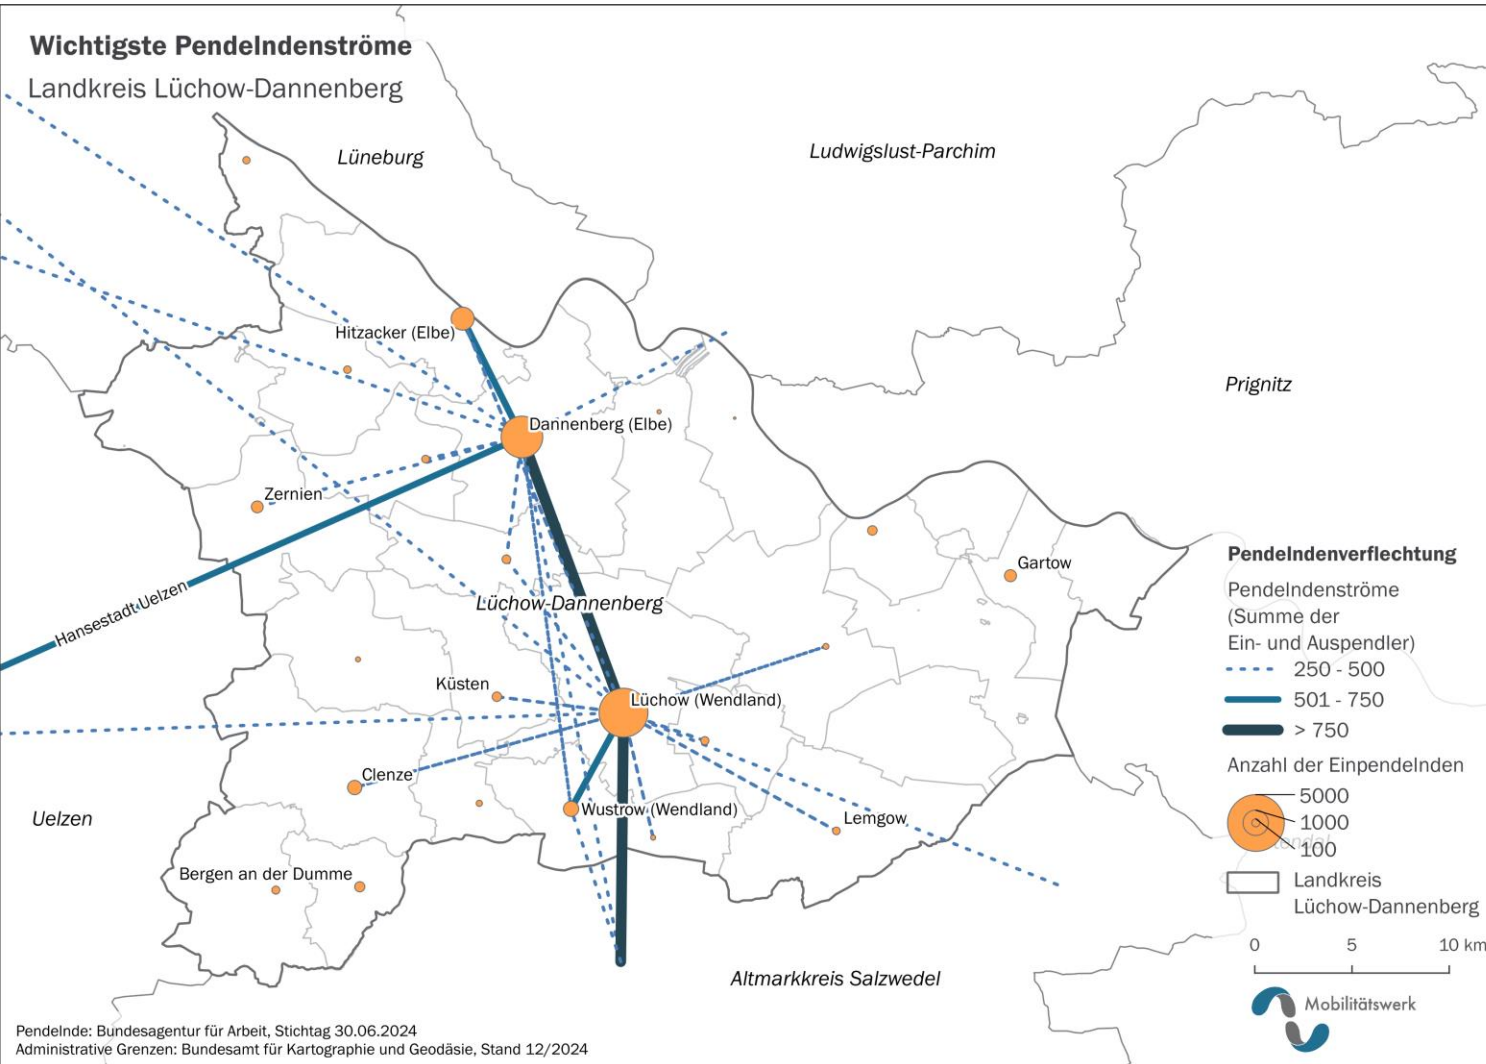 Wichtigste Pendelndenströme
Landkreis Lüchow-Dannenberg
Lüneburg
Ludwigslust-Parchim
Hitzacker (Elbe)
Prignitz
Dannenberg (Elbe)
Zernien
Gartow
Hansestadt Uelzen
Lüchow-Dannenberg
Küsten
Lüchow (Wendland)
Clenze
Wustrow (Wendland)
Lemgow
Uelzen
Bergen an der Dumme
Altmarkkreis Salzwedel
Pendelndenverflechtung
Pendelndenströme
(Summe der
Ein- und Auspendler)
250 - 500
501 - 750
> 750
Anzahl der Einpendelnden
5000
1000
100
Landkreis
Lüchow-Dannenberg
0 5 10 km
Mobilitätswerk
Pendelnde: Bundesagentur für Arbeit, Stichtag 30.06.2024
Administrative Grenzen: Bundesamt für Kartographie und Geodäsie, Stand 12/2024